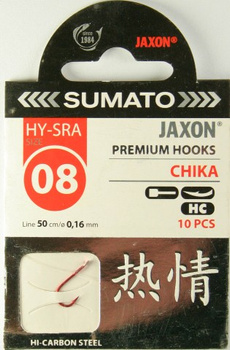 since
1984
JAXON®
SUMATO
HY-SRA
JAXON®
SIZE
PREMIUM HOOKS
08
CHIKA
HC
Line 50 cm/ø 0,16 mm
10 PCS
热情
HI-CARBON STEEL